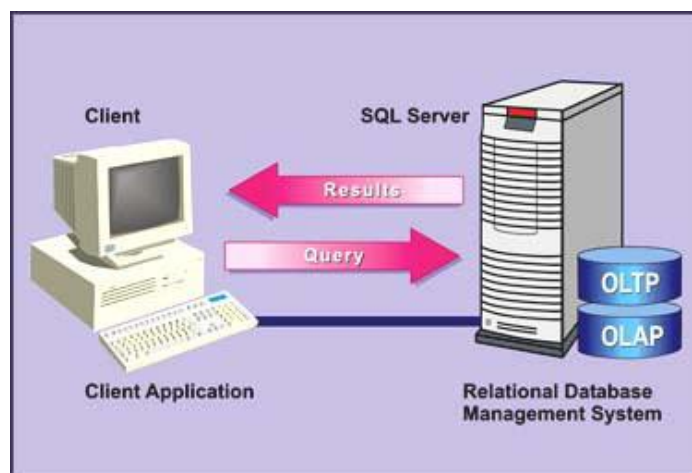 Client
SQL Server
Results
Query
OLTP
OLAP
Client Application
Relational Database
Management System